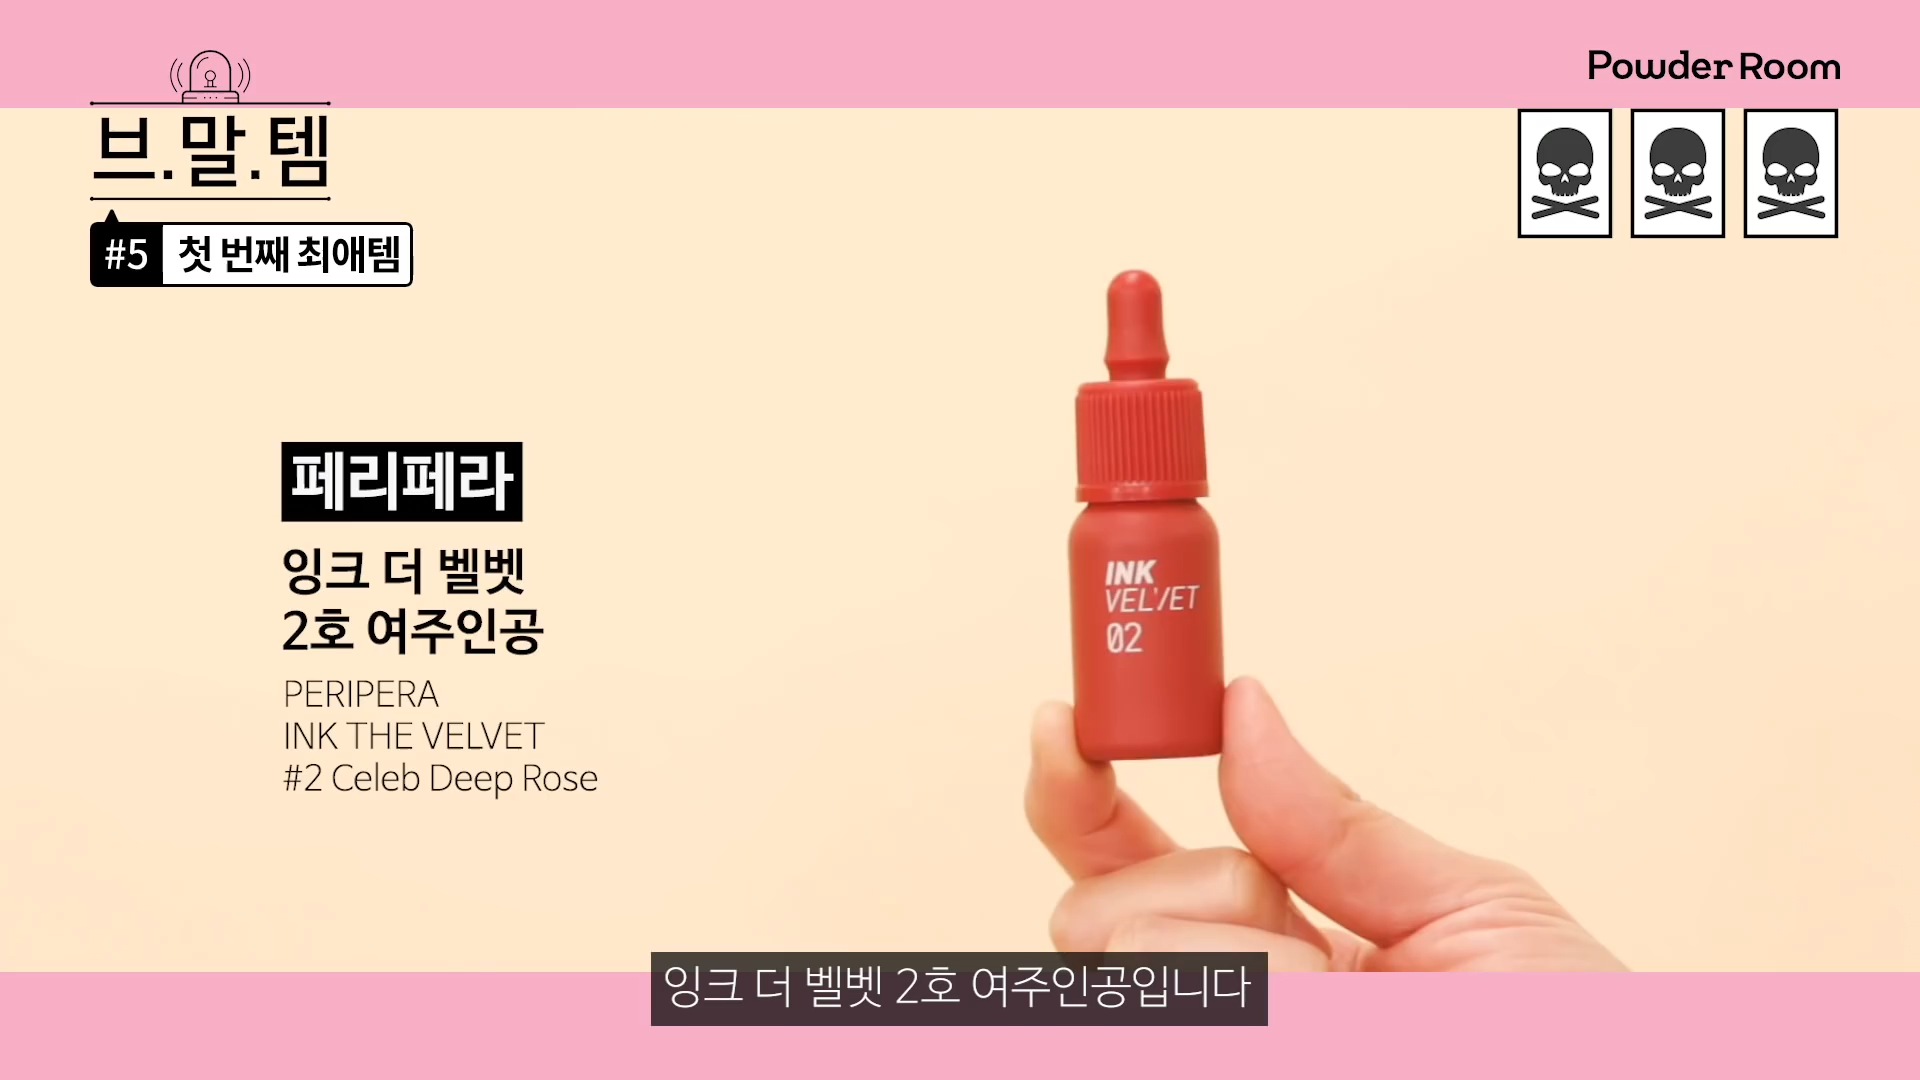 Powder Room
브.말.템
#5 첫 번째 최애템
페리페라
잉크 더 벨벳
2호 여주인공
PERIPERA
INK THE VELVET
#2 Celeb Deep Rose
INK
VELVET
02
잉크 더 벨벳 2호 여주인공입니다